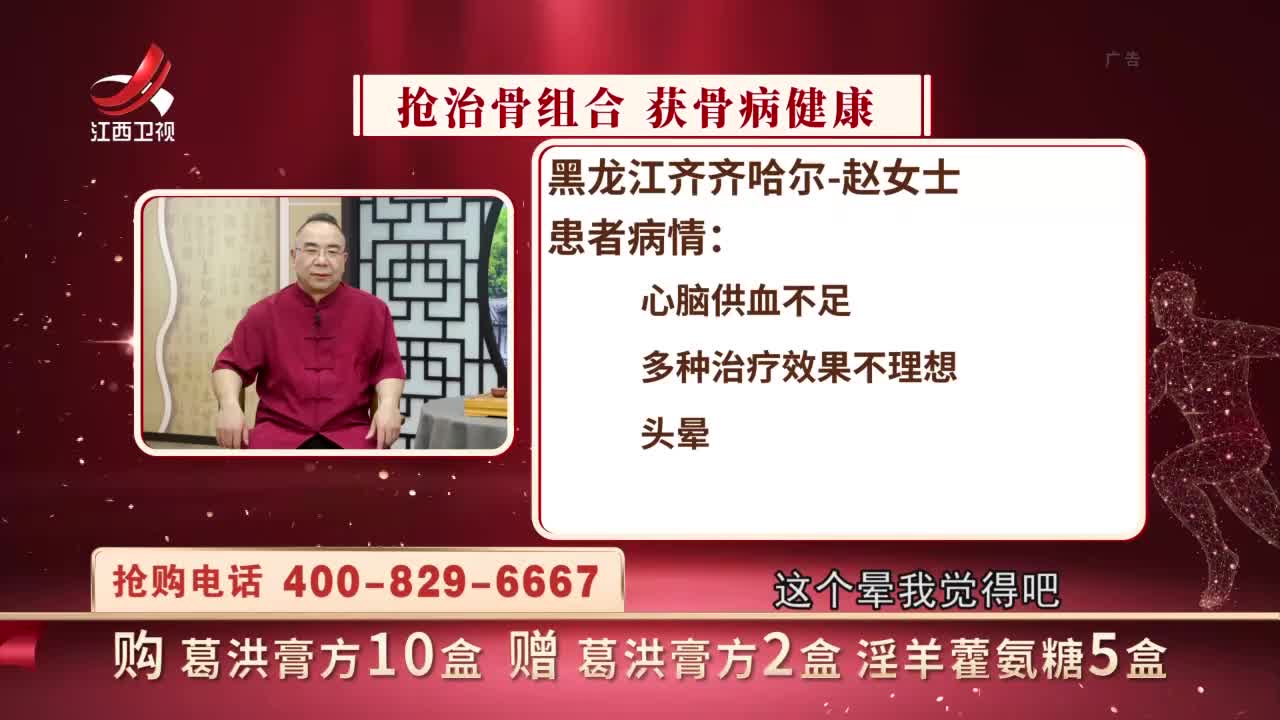 江西卫视
广告
抢治骨组合 获骨病健康
黑龙江齐齐哈尔-赵女士
患者病情：
心脑供血不足
多种治疗效果不理想
头晕
抢购电话 400-829-6667
这个晕我觉得吧
购 葛洪膏方10盒 赠 葛洪膏方2盒 淫羊藿氨糖5盒